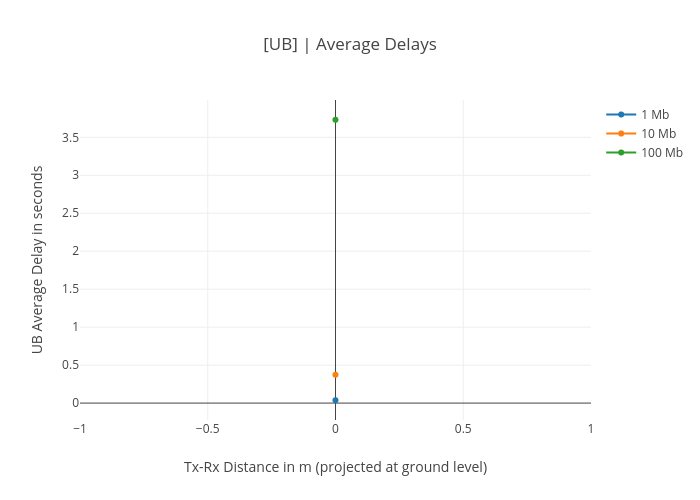 [UB] | Average Delays
1 Mb
10 Mb
100 Mb
UB Average Delay in seconds
3.5
3
2.5
2
1.5
1
0.5
0
−1
−0.5
0
0.5
1
Tx-Rx Distance in m (projected at ground level)